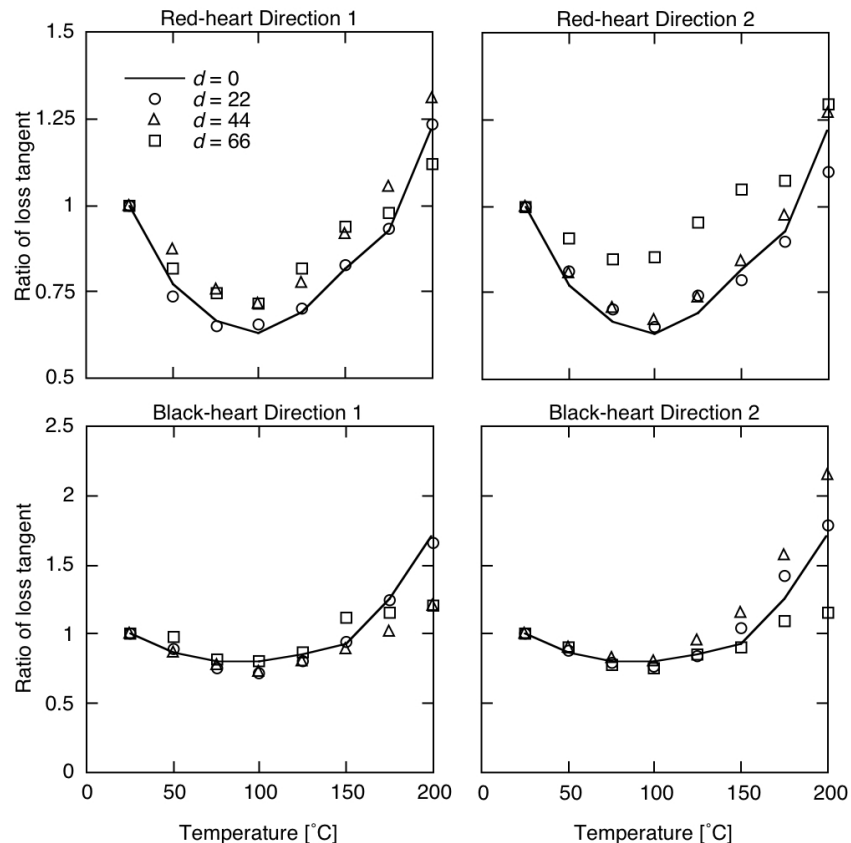 Red-heart Direction 1
Red-heart Direction 2
1.5
1.25
1
0.75
0.5
Ratio of loss tangent
d = 0
d = 22
d = 44
d = 66
Black-heart Direction 1
Black-heart Direction 2
2.5
2
1.5
1
0.5
0
Ratio of loss tangent
0 50 100 150 200
0 50 100 150 200
Temperature [˚C]
Temperature [˚C]